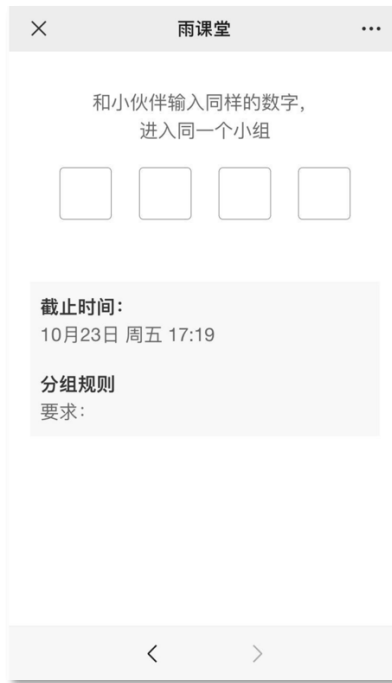 雨课堂
和小伙伴输入同样的数字，
进入同一个小组
截止时间：
10月23日 周五 17:19
分组规则
要求：